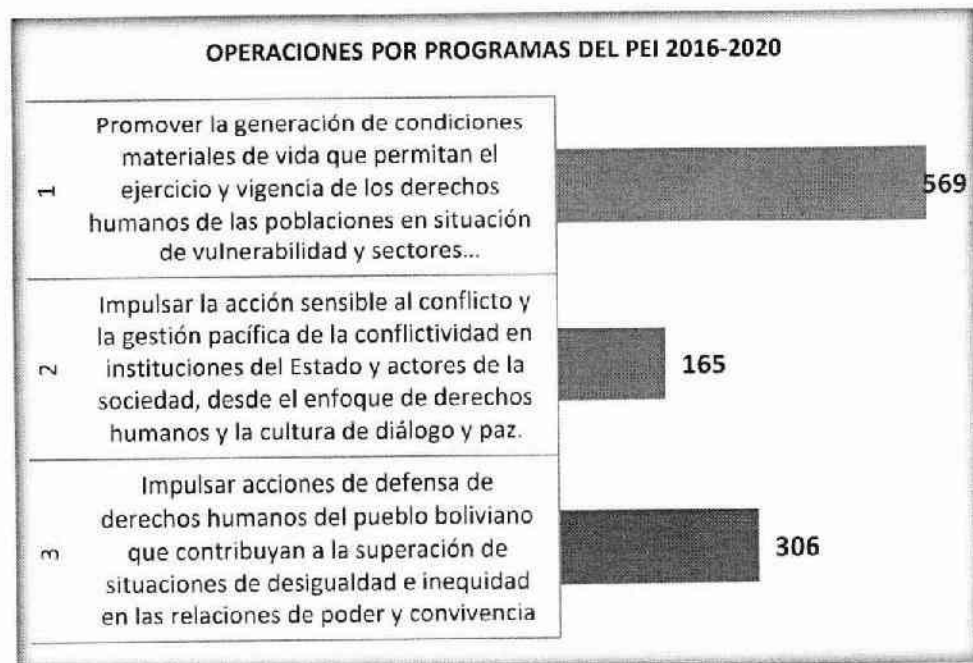 OPERACIONES POR PROGRAMAS DEL PEI 2016-2020
1
Promover la generación de condiciones
materiales de vida que permitan el
ejercicio y vigencia de los derechos
humanos de las poblaciones en situación
de vulnerabilidad y sectores...
569
2
Impulsar la acción sensible al conflicto y
la gestión pacífica de la conflictividad en
instituciones del Estado y actores de la
sociedad, desde el enfoque de derechos
humanos y la cultura de diálogo y paz.
165
3
Impulsar acciones de defensa de
derechos humanos del pueblo boliviano
que contribuyan a la superación de
situaciones de desigualdad e inequidad
en las relaciones de poder y convivencia
306